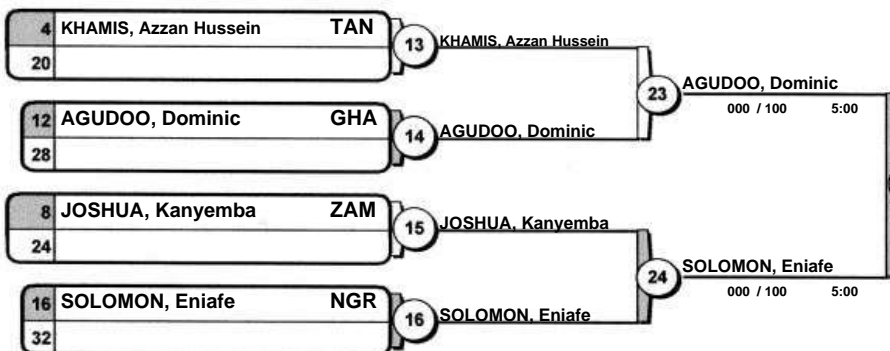 4 KHAMIS, Azzan Hussein TAN
20
13 KHAMIS, Azzan Hussein
12 AGUDOO, Dominic GHA
28
14 AGUDOO, Dominic
23 AGUDOO, Dominic
000 / 100 5:00
8 JOSHUA, Kanyemba ZAM
24
15 JOSHUA, Kanyemba
16 SOLOMON, Eniafe NGR
32
16 SOLOMON, Eniafe
24 SOLOMON, Eniafe
000 / 100 5:00